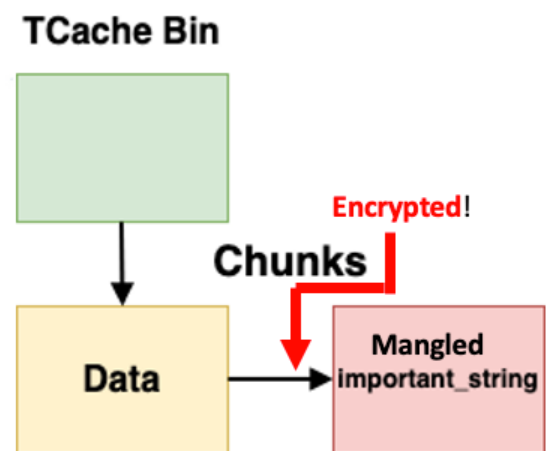 TCache Bin
Encrypted!
Chunks
Mangled
Data
important_string